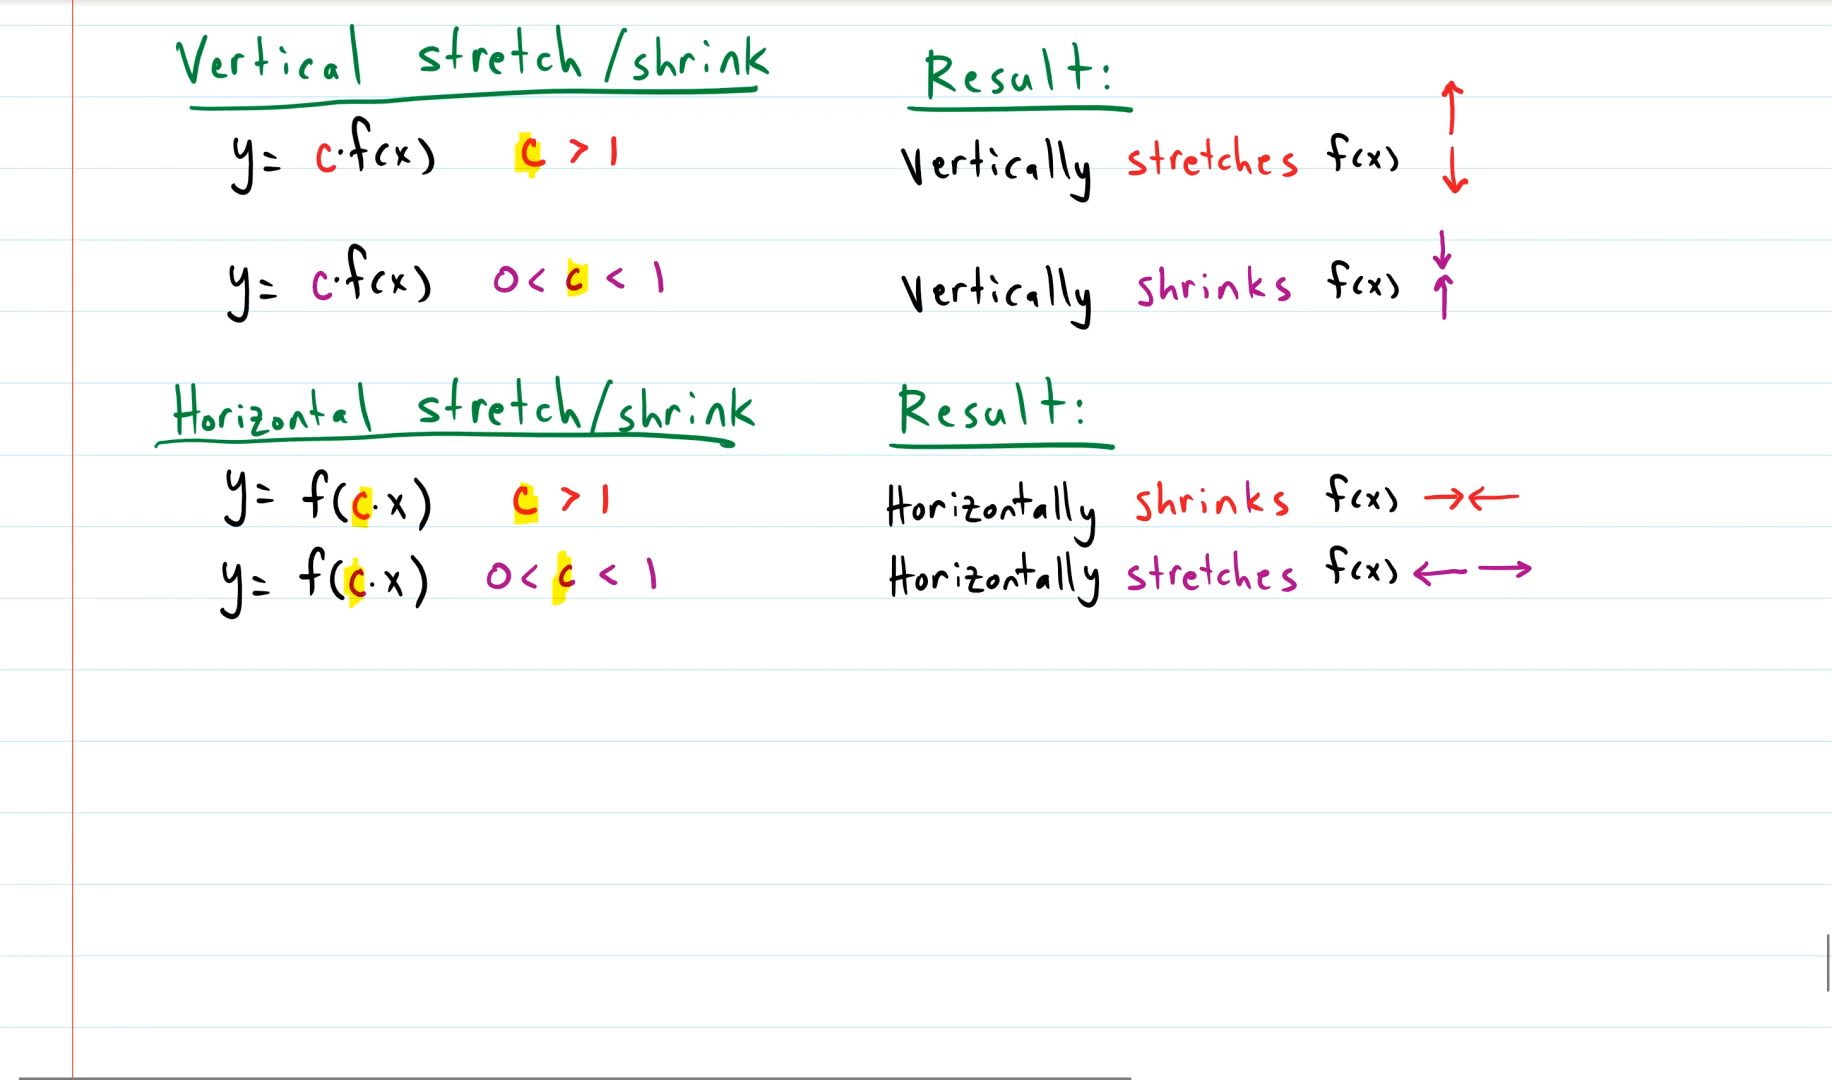 Vertical stretch/shrink Result:
y= c·f(x) c > 1 Vertically stretches f(x) ↑↓
y= c·f(x) 0 < c < 1 Vertically shrinks f(x) ↓↑
Horizontal stretch/shrink Result:
y= f(c·x) c > 1 Horizontally shrinks f(x) →←
y= f(c·x) 0 < c < 1 Horizontally stretches f(x) ←→